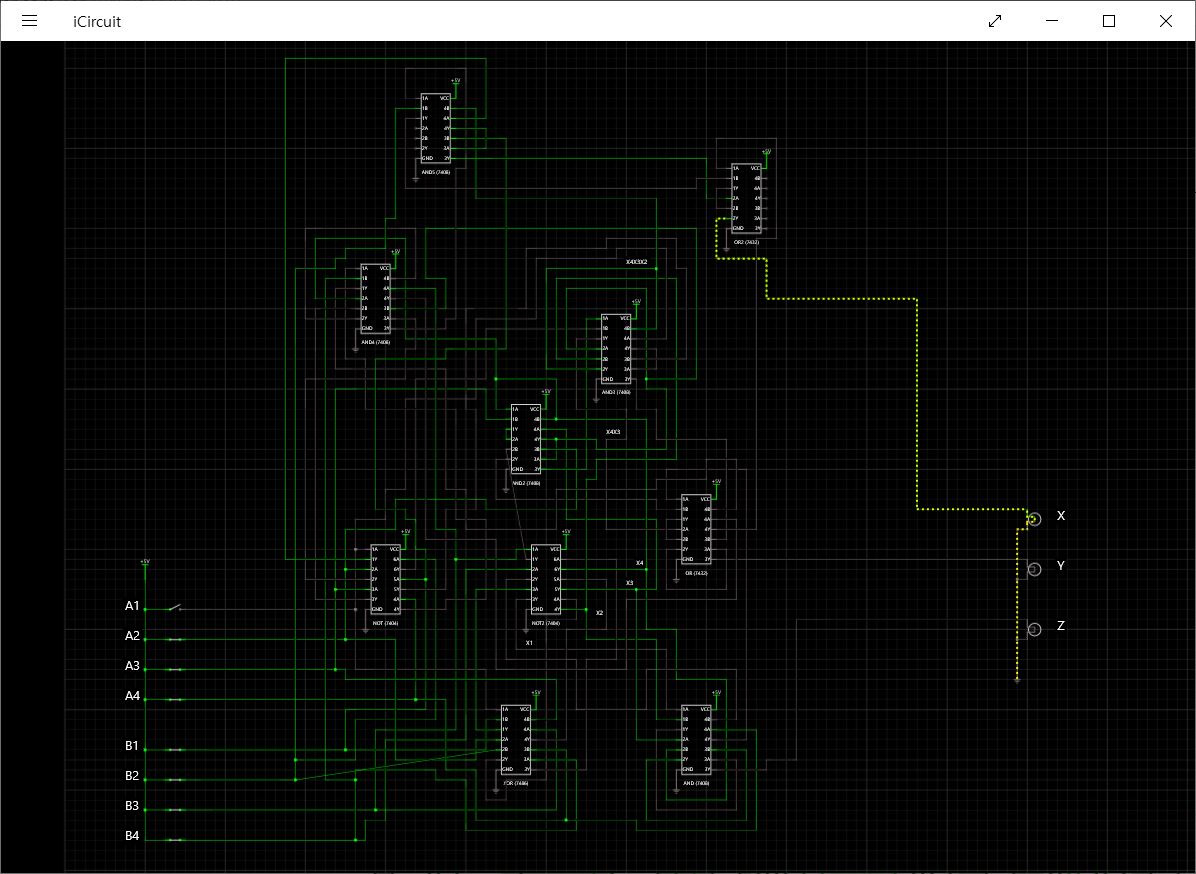 iCircuit
+5V
1A VCC
1B 4B
1Y 4A
2A 4Y
2B 3B
2Y 3A
GND 3Y
AND5 (7408)
+5V
1A VCC
1B 4B
1Y 4A
2A 4Y
2B 3B
2Y 3A
GND 3Y
OR2 (7432)
+5V
1A VCC
1B 4B
1Y 4A
2A 4Y
2B 3B
2Y 3A
GND 3Y
AND4 (7408)
X4X3X2
+5V
1A VCC
1B 4B
1Y 4A
2A 4Y
2B 3B
2Y 3A
GND 3Y
AND3 (7408)
+5V
1A VCC
1B 4B
1Y 4A
2A 4Y
2B 3B
2Y 3A
GND 3Y
AND2 (7408)
X4X3
+5V
1A VCC
1B 4B
1Y 4A
2A 4Y
2B 3B
2Y 3A
GND 3Y
OR (7432)
X
+5V
1A VCC
1Y 6A
2A 6Y
2Y 5A
3A 5Y
3Y 4A
GND 4Y
NOT (7404)
+5V
1A VCC
1Y 6A
2A 6Y
2Y 5A
3A 5Y
3Y 4A
GND 4Y
NOT2 (7404)
X4
X3
X2
X1
Y
Z
+5V
A1
A2
A3
A4
B1
B2
B3
B4
+5V
1A VCC
1B 4B
1Y 4A
2A 4Y
2B 3B
2Y 3A
GND 3Y
+5V
1A VCC
1B 4B
1Y 4A
2A 4Y
2B 3B
2Y 3A
GND 3Y
AND (7408)